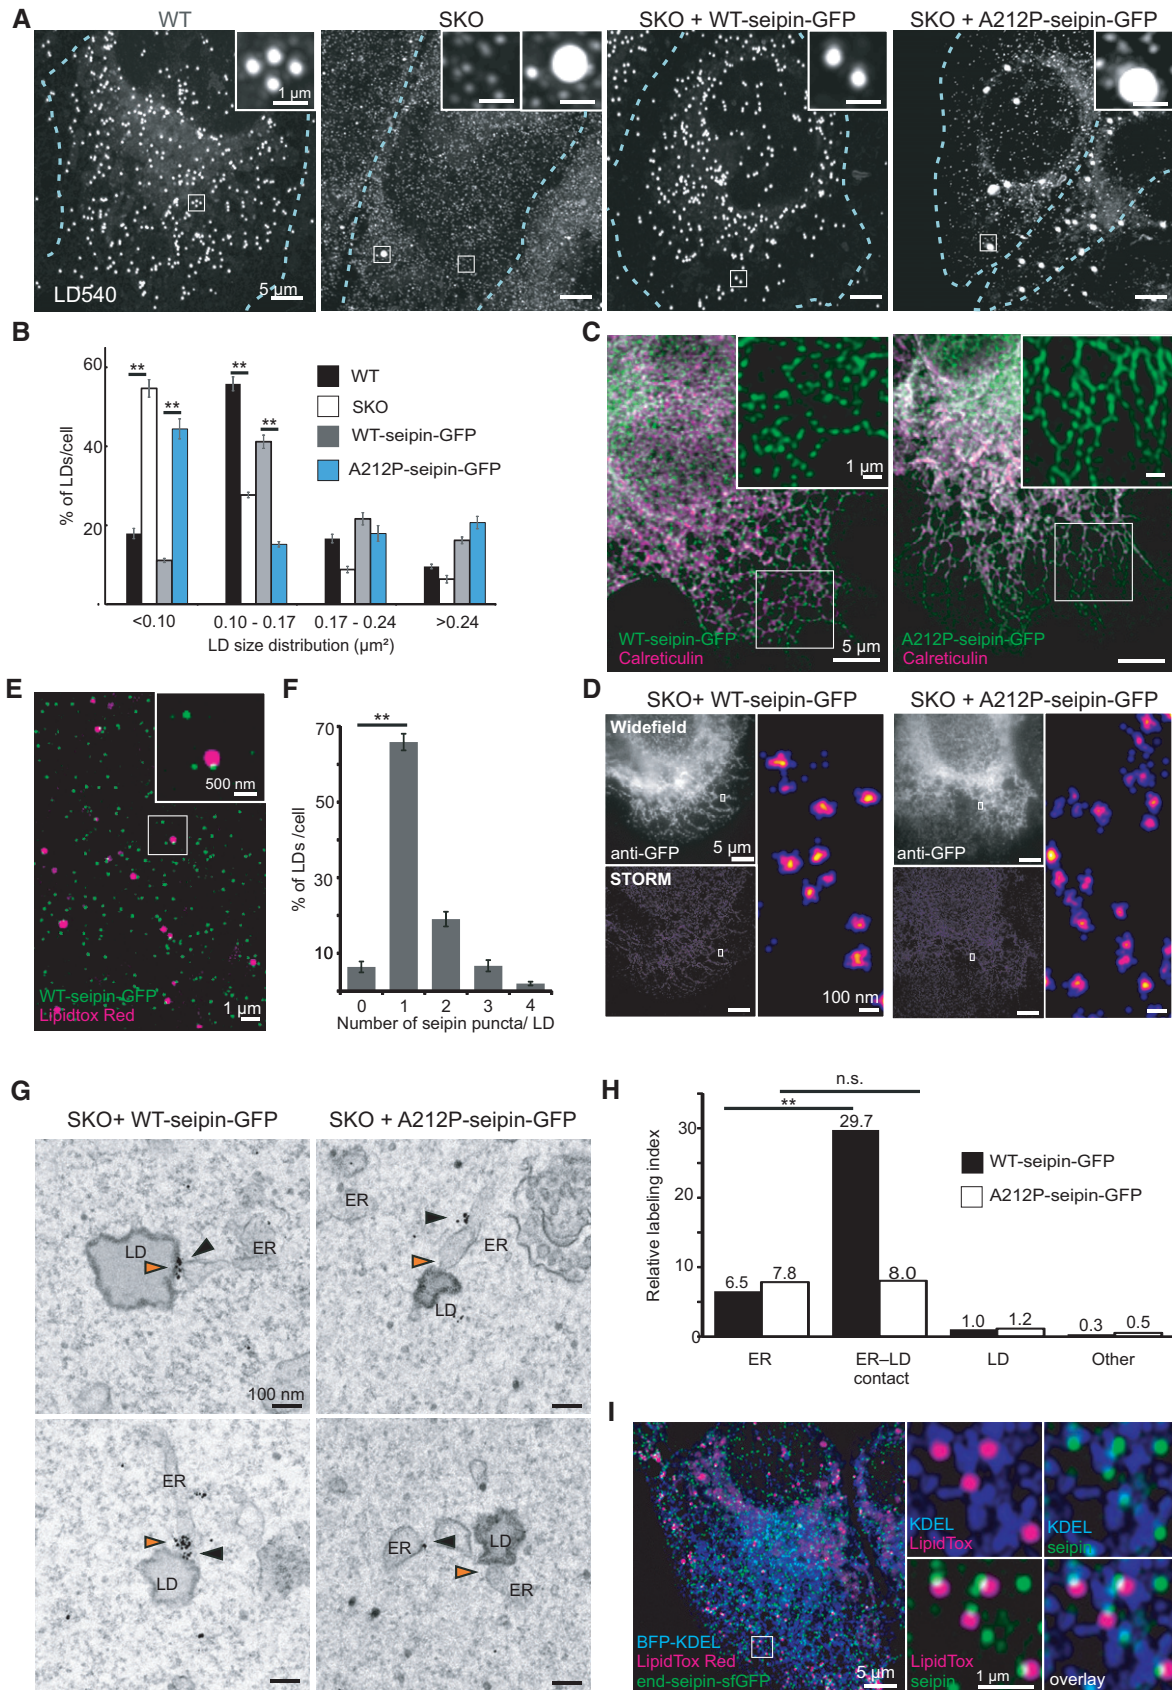 A
WT
SKO
SKO + WT-seipin-GFP
SKO + A212P-seipin-GFP
1 µm
LD540
5 µm
B
60
40
20
% of LDs/cell
**
**
**
**
WT
SKO
WT-seipin-GFP
A212P-seipin-GFP
<0.10
0.10 - 0.17
0.17 - 0.24
>0.24
LD size distribution (µm²)
C
1 µm
WT-seipin-GFP
Calreticulin
5 µm
A212P-seipin-GFP
Calreticulin
E
500 nm
WT-seipin-GFP
Lipidtox Red
1 µm
F
70
50
30
10
% of LDs /cell
**
0
1
2
3
4
Number of seipin puncta/ LD
D
SKO+ WT-seipin-GFP
SKO + A212P-seipin-GFP
Widefield
anti-GFP
5 µm
anti-GFP
STORM
100 nm
G
SKO+ WT-seipin-GFP
SKO + A212P-seipin-GFP
LD
ER
100 nm
ER
ER
LD
ER
LD
ER
LD
ER
H
n.s.
**
30
20
10
0
Relative labeling index
29.7
6.5
7.8
8.0
1.0
1.2
0.3
0.5
WT-seipin-GFP
A212P-seipin-GFP
ER
ER–LD
contact
LD
Other
I
BFP-KDEL
LipidTox Red
end-seipin-sfGFP
5 µm
KDEL
LipidTox
KDEL
seipin
LipidTox
seipin
1 µm
overlay